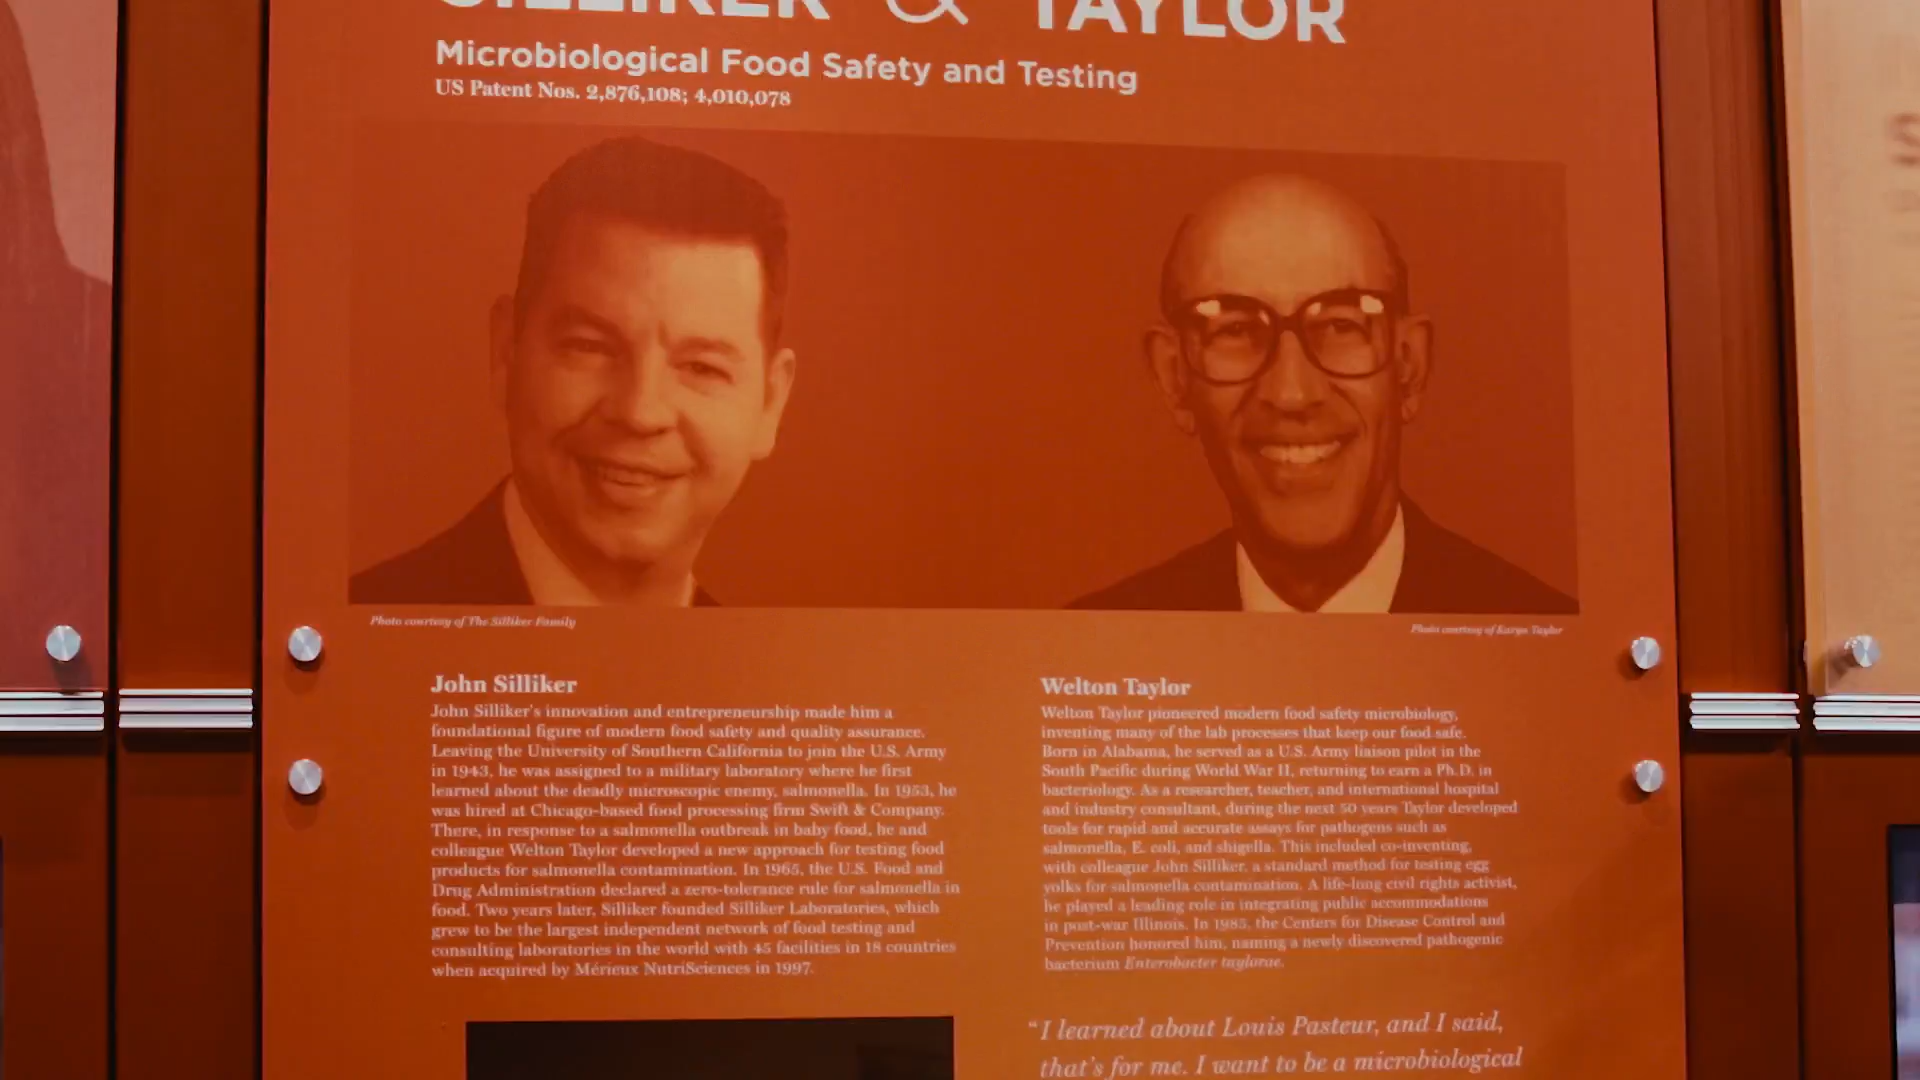 SILLIKER & TAYLOR
Microbiological Food Safety and Testing
US Patent Nos. 2,876,108; 4,010,078
Photo courtesy of The Silliker Family
Photo courtesy of Karyn Taylor
John Silliker
John Silliker's innovation and entrepreneurship made him a
foundational figure of modern food safety and quality assurance.
Leaving the University of Southern California to join the U.S. Army
in 1943, he was assigned to a military laboratory where he first
learned about the deadly microscopic enemy, salmonella. In 1953, he
was hired at Chicago-based food processing firm Swift & Company.
There, in response to a salmonella outbreak in baby food, he and
colleague Welton Taylor developed a new approach for testing food
products for salmonella contamination. In 1965, the U.S. Food and
Drug Administration declared a zero-tolerance rule for salmonella in
food. Two years later, Silliker founded Silliker Laboratories, which
grew to be the largest independent network of food testing and
consulting laboratories in the world with 45 facilities in 18 countries
when acquired by Mérieux NutriSciences in 1997.
Welton Taylor
Welton Taylor pioneered modern food safety microbiology,
inventing many of the lab processes that keep our food safe.
Born in Alabama, he served as a U.S. Army liaison pilot in the
South Pacific during World War II, returning to earn a Ph.D. in
bacteriology. As a researcher, teacher, and international hospital
and industry consultant, during the next 50 years Taylor developed
tools for rapid and accurate assays for pathogens such as
salmonella, E. coli, and shigella. This included co-inventing,
with colleague John Silliker, a standard method for testing egg
yolks for salmonella contamination. A life-long civil rights activist,
he played a leading role in integrating public accommodations
in post-war Illinois. In 1985, the Centers for Disease Control and
Prevention honored him, naming a newly discovered pathogenic
bacterium Enterobacter taylorae.
“I learned about Louis Pasteur, and I said,
that's for me. I want to be a microbiological
S